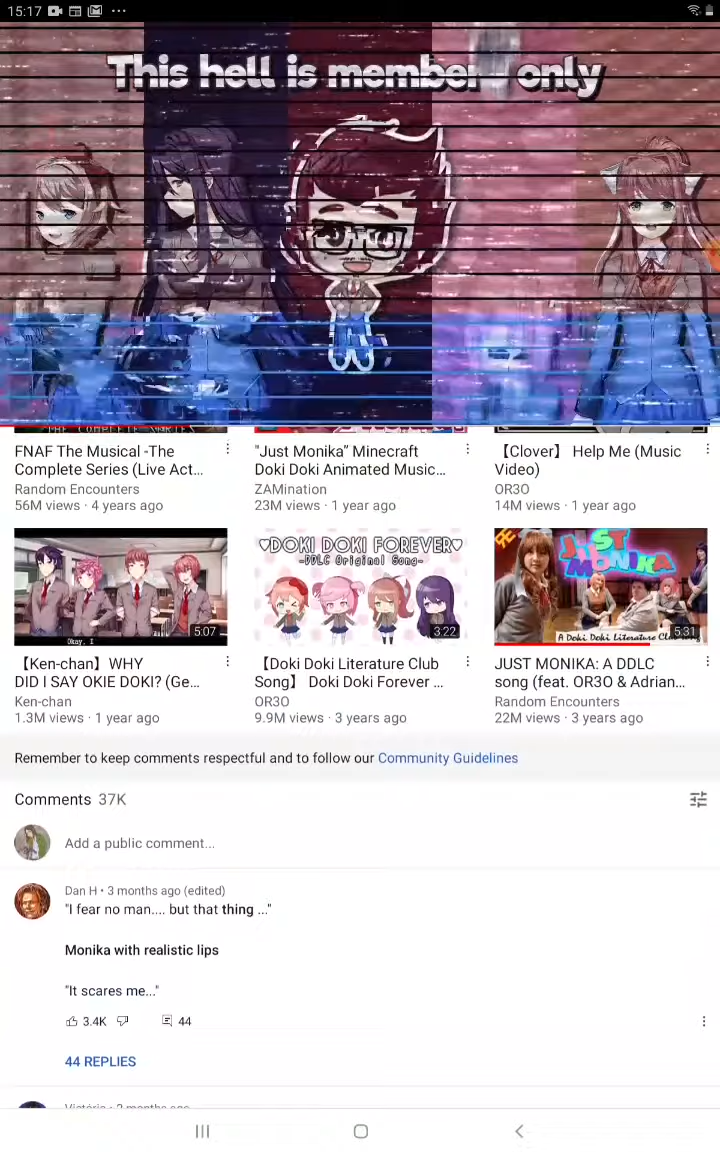 15:17
This hell is member only
FNAF The Musical -The
Complete Series (Live Act...
Random Encounters
56M views · 4 years ago
"Just Monika” Minecraft
Doki Doki Animated Music...
ZAMination
23M views · 1 year ago
【Clover】 Help Me (Music
Video)
OR3O
14M views · 1 year ago
Okay, I
5:07
♥DOKI DOKI FOREVER♥
-DDLC Original Song-
3:22
JUST MONIKA
A Doki Doki Literature Club
5:31
【Ken-chan】WHY
DID I SAY OKIE DOKI? (Ge...
Ken-chan
1.3M views · 1 year ago
【Doki Doki Literature Club
Song】 Doki Doki Forever ...
OR3O
9.9M views · 3 years ago
JUST MONIKA: A DDLC
song (feat. OR3O & Adrian...
Random Encounters
22M views · 3 years ago
Remember to keep comments respectful and to follow our Community Guidelines
Comments 37K
Add a public comment...
Dan H • 3 months ago (edited)
"I fear no man.... but that thing ..."
Monika with realistic lips
"It scares me..."
3.4K 44
44 REPLIES